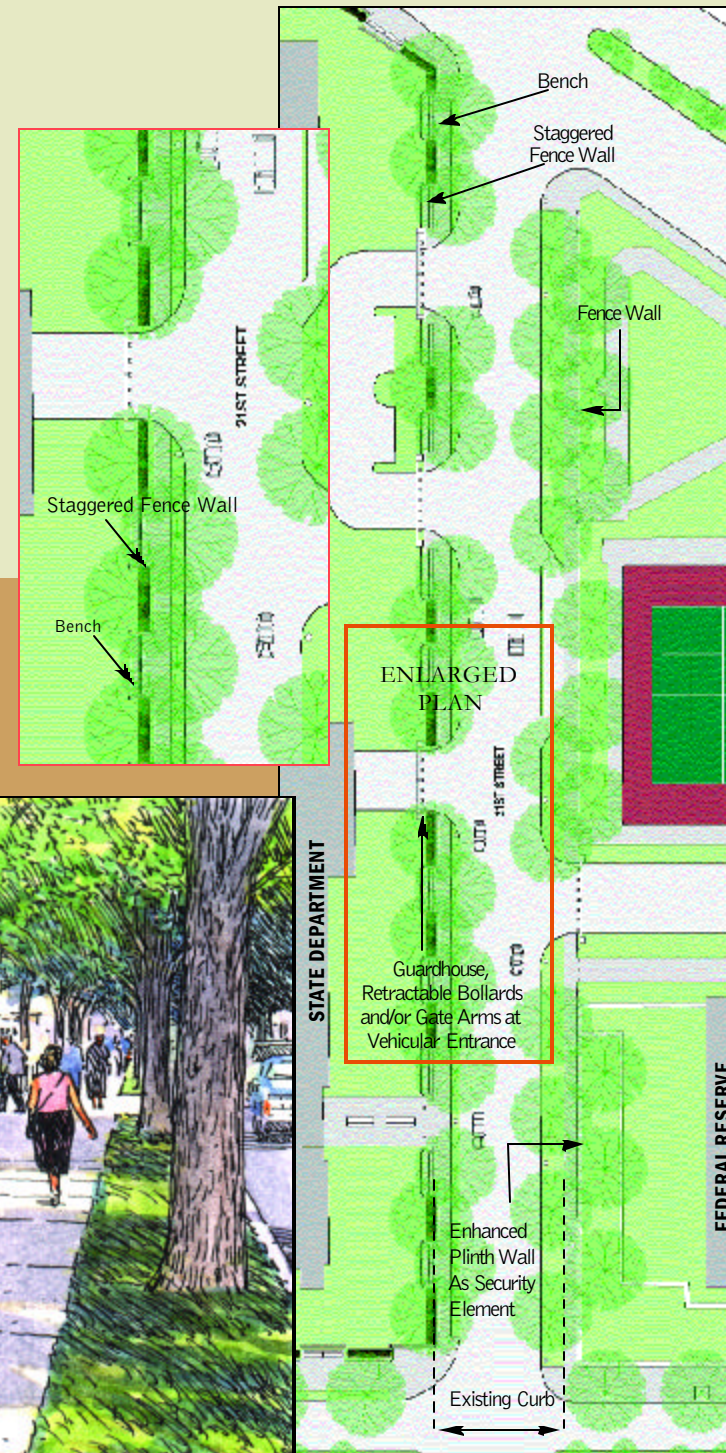 Bench
Staggered
Fence Wall
Fence Wall
21ST STREET
Staggered Fence Wall
Bench
ENLARGED
PLAN
21ST STREET
STATE DEPARTMENT
Guardhouse,
Retractable Bollards
and/or Gate Arms at
Vehicular Entrance
FEDERAL RESERVE
Enhanced
Plinth Wall
As Security
Element
Existing Curb